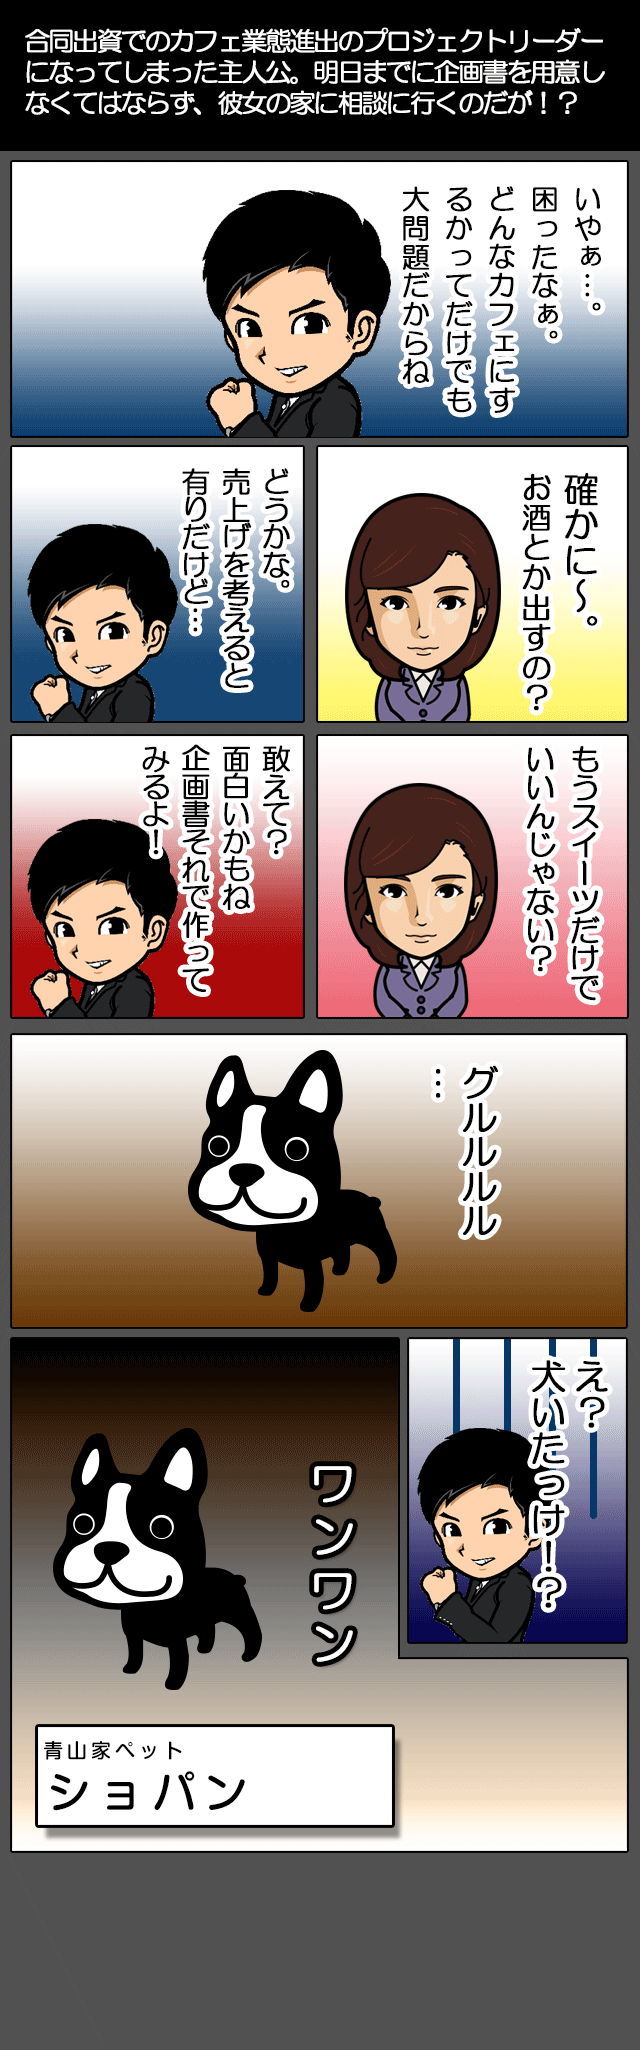 合同出資でのカフェ業態進出のプロジェクトリーダー
になってしまった主人公。明日までに企画書を用意し
なくてはならず、彼女の家に相談に行くのだが！？
いやぁ…。
困ったなぁ。
どんなカフェにす
るかってだけでも
大問題だからね
確かに～。
お酒とか出すの？
どうかな。
売上げを考えると
有りだけど…
もうスイーツだけで
いいんじゃない？
敢えて？
面白いかもね
企画書それで作って
みるよ！
グルルルル
…
え？
犬いたっけ！？
ワンワン
青山家ペット
ショパン